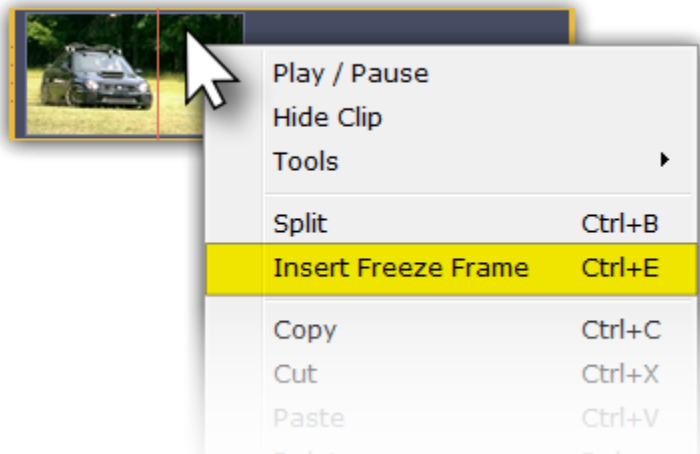 Play / Pause
Hide Clip
Tools
Split Ctrl+B
Insert Freeze Frame Ctrl+E
Copy Ctrl+C
Cut Ctrl+X
Paste Ctrl+V